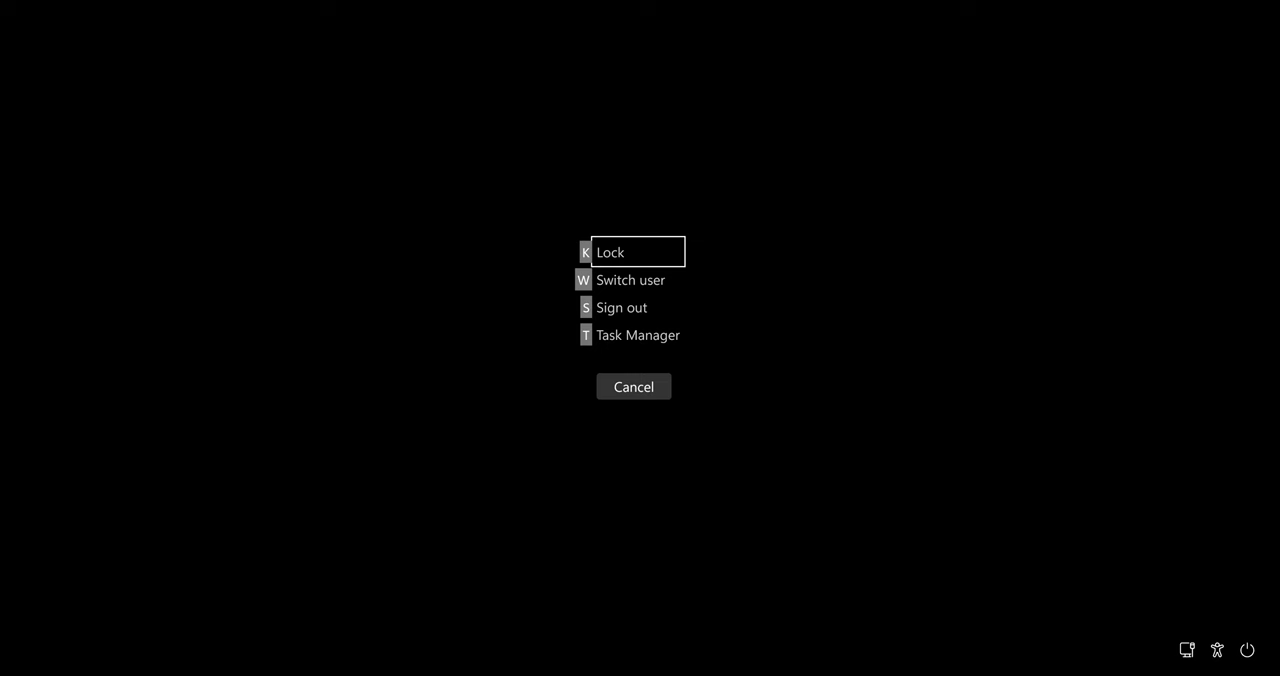 K Lock
W Switch user
S Sign out
T Task Manager
Cancel